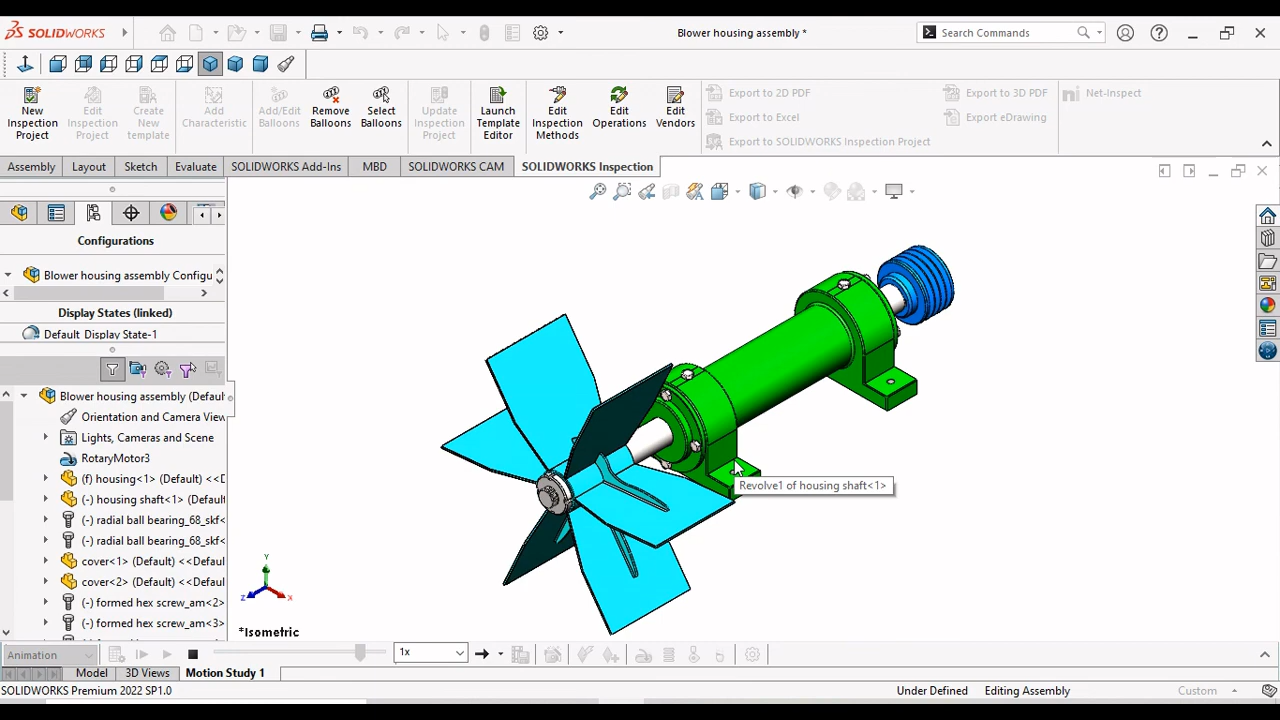 SOLIDWORKS
Blower housing assembly *
Search Commands
New Inspection Project
Edit Inspection Project
Create New template
Add Characteristic
Add/Edit Balloons
Remove Balloons
Select Balloons
Update Inspection Project
Launch Template Editor
Edit Inspection Methods
Edit Operations
Edit Vendors
Export to 2D PDF
Export to Excel
Export to SOLIDWORKS Inspection Project
Export to 3D PDF
Export eDrawing
Net-Inspect
Assembly
Layout
Sketch
Evaluate
SOLIDWORKS Add-Ins
MBD
SOLIDWORKS CAM
SOLIDWORKS Inspection
Configurations
Blower housing assembly Configu
Display States (linked)
Default_Display State-1
Blower housing assembly (Defaul
Orientation and Camera View
Lights, Cameras and Scene
RotaryMotor3
(f) housing<1> (Default) <<Defau
(-) housing shaft<1> (Default) <
(-) radial ball bearing_68_skf<
(-) radial ball bearing_68_skf<
cover<1> (Default) <<Defau
cover<2> (Default) <<Defau
(-) formed hex screw_am<2>
(-) formed hex screw_am<3>
Revolve1 of housing shaft<1>
Y
Z
X
*Isometric
Animation
1x
Model
3D Views
Motion Study 1
SOLIDWORKS Premium 2022 SP1.0
Under Defined
Editing Assembly
Custom